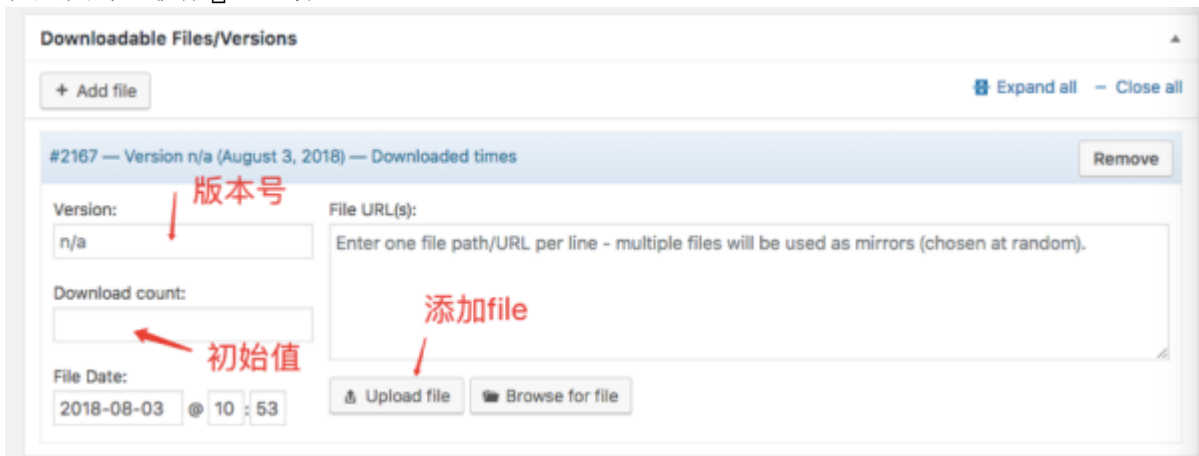 Downloadable Files/Versions
+ Add file
Expand all – Close all
#2167 — Version n/a (August 3, 2018) — Downloaded times
Remove
版本号
Version:
File URL(s):
n/a
Enter one file path/URL per line - multiple files will be used as mirrors (chosen at random).
Download count:
添加file
初始值
File Date:
2018-08-03 @ 10 : 53
Upload file
Browse for file